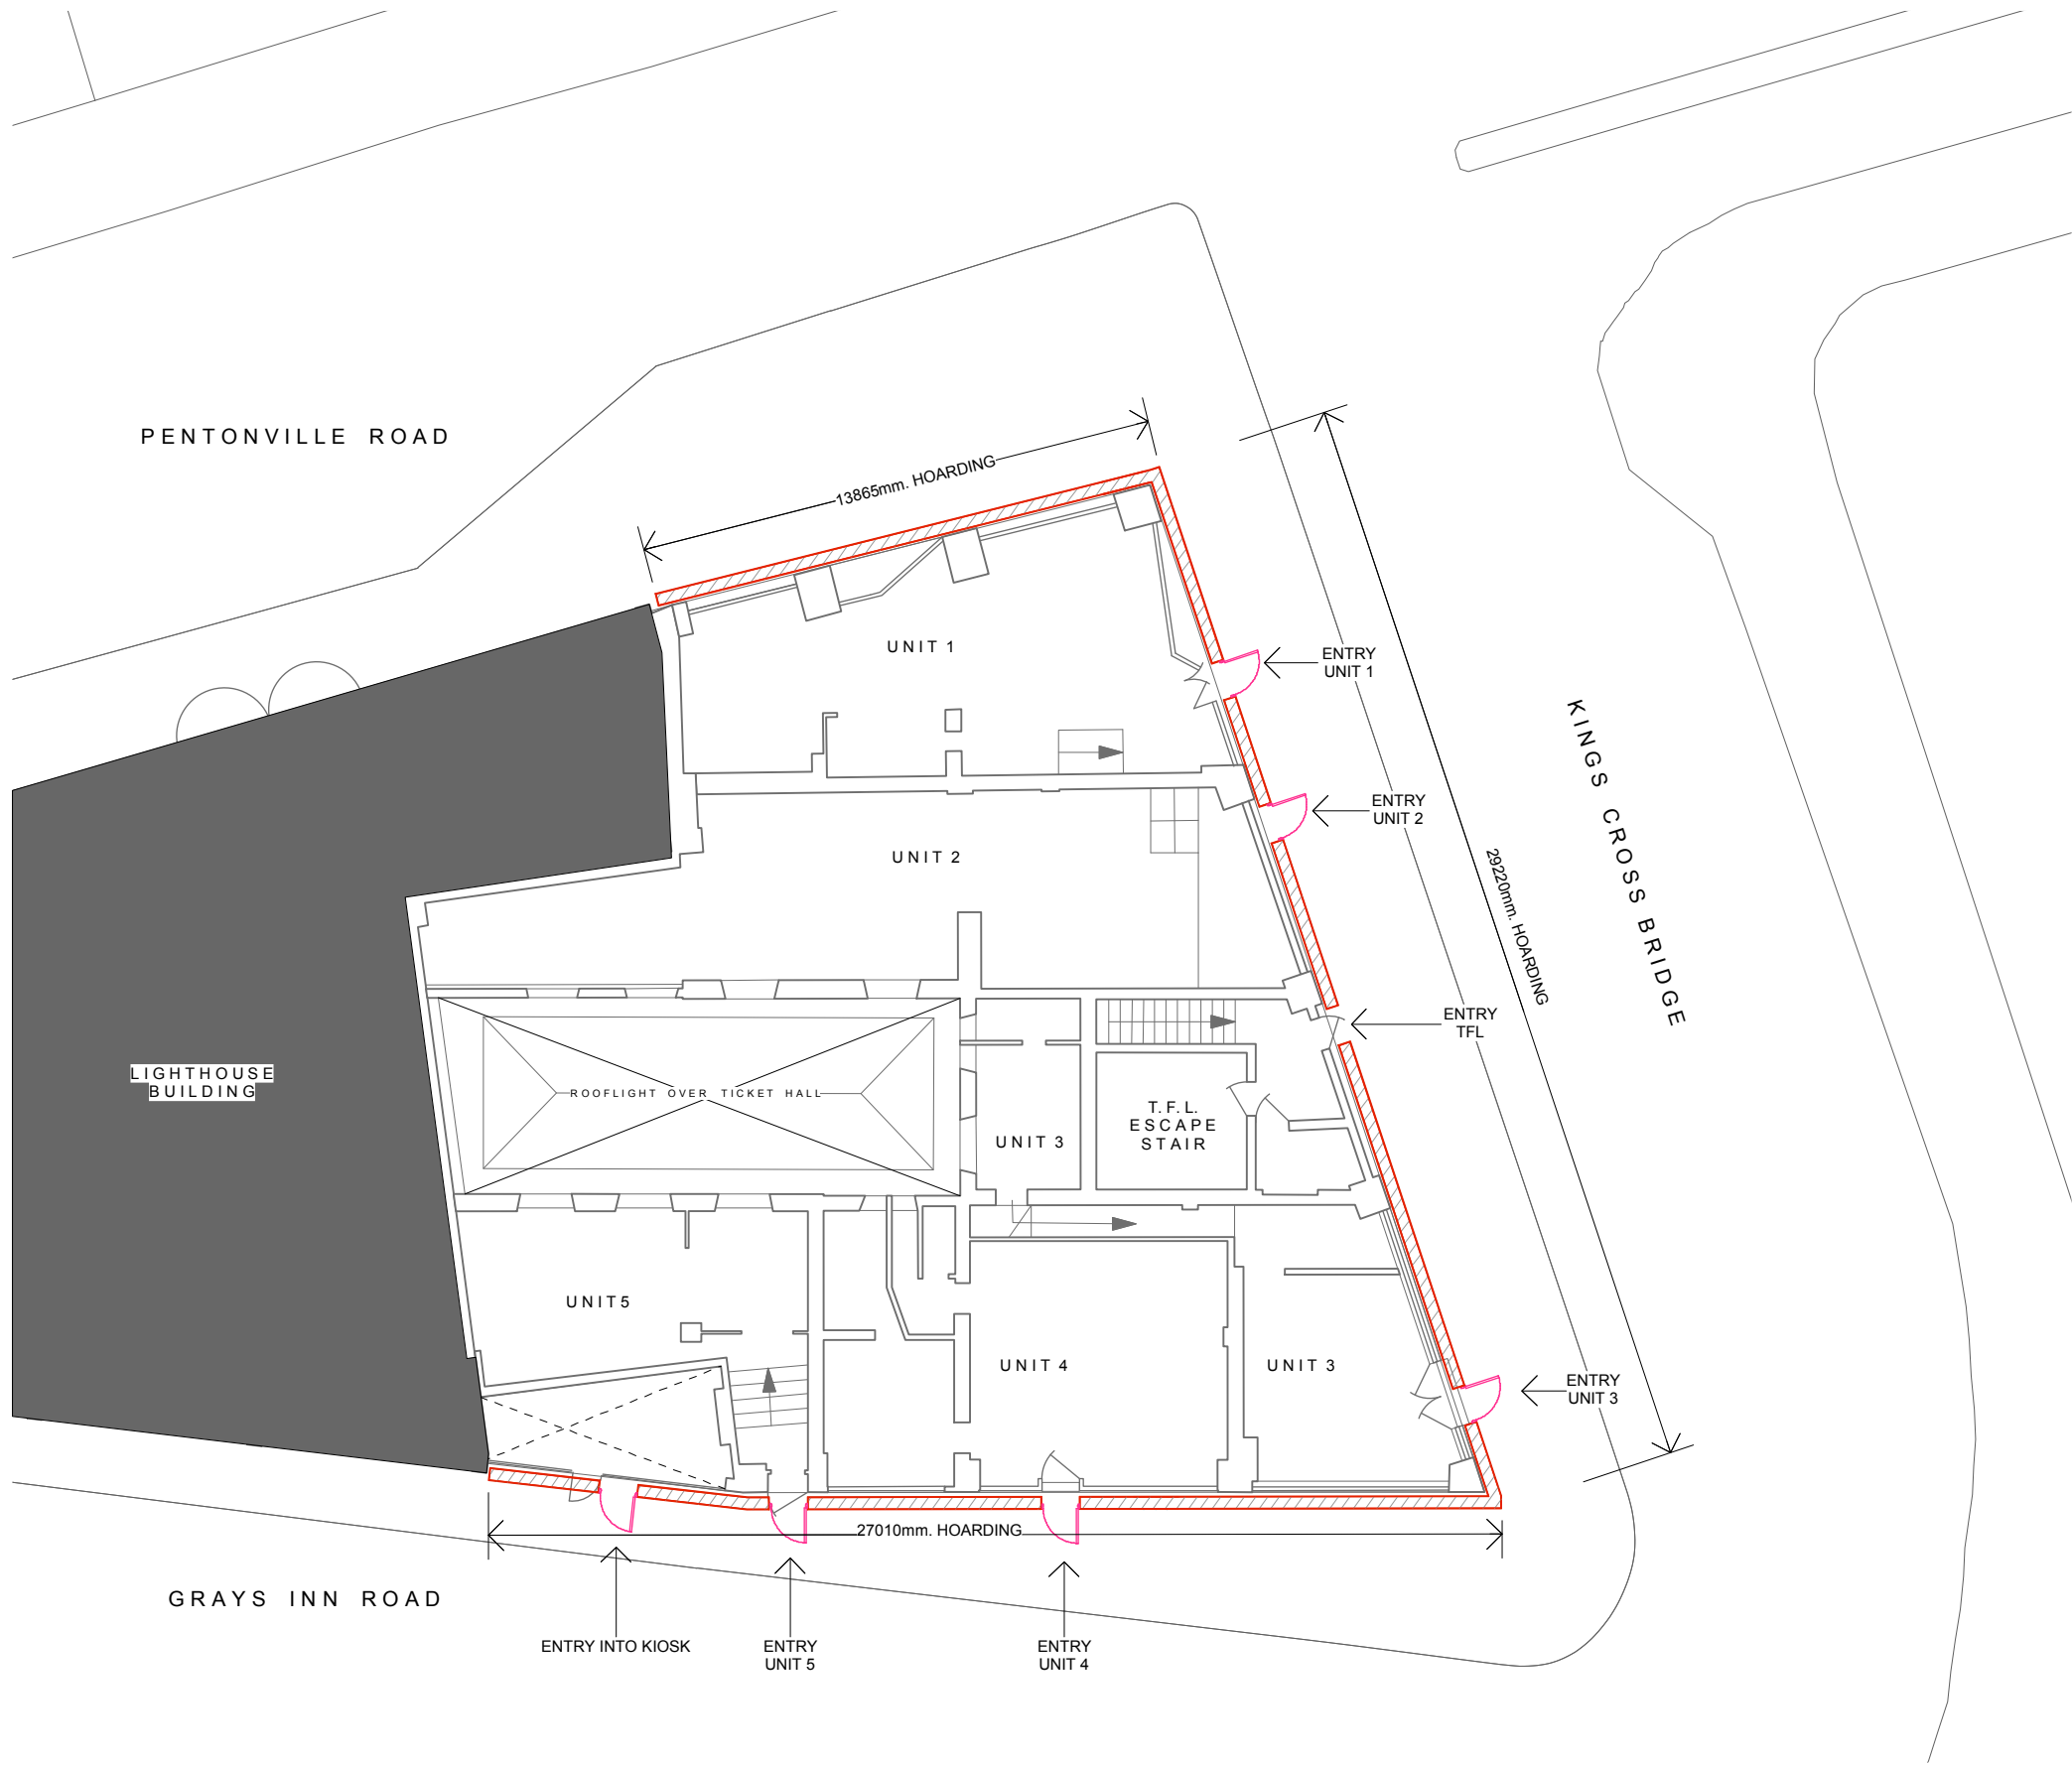 PENTONVILLE ROAD
13865mm. HOARDING
UNIT 1
ENTRY
UNIT 1
KINGS CROSS BRIDGE
ENTRY
UNIT 2
UNIT 2
29220mm. HOARDING
ENTRY
TFL
LIGHTHOUSE
BUILDING
ROOFLIGHT OVER TICKET HALL
UNIT 3
T.F.L.
ESCAPE
STAIR
UNIT5
UNIT 4
UNIT 3
ENTRY
UNIT 3
27010mm. HOARDING
GRAYS INN ROAD
ENTRY INTO KIOSK
ENTRY
UNIT 5
ENTRY
UNIT 4